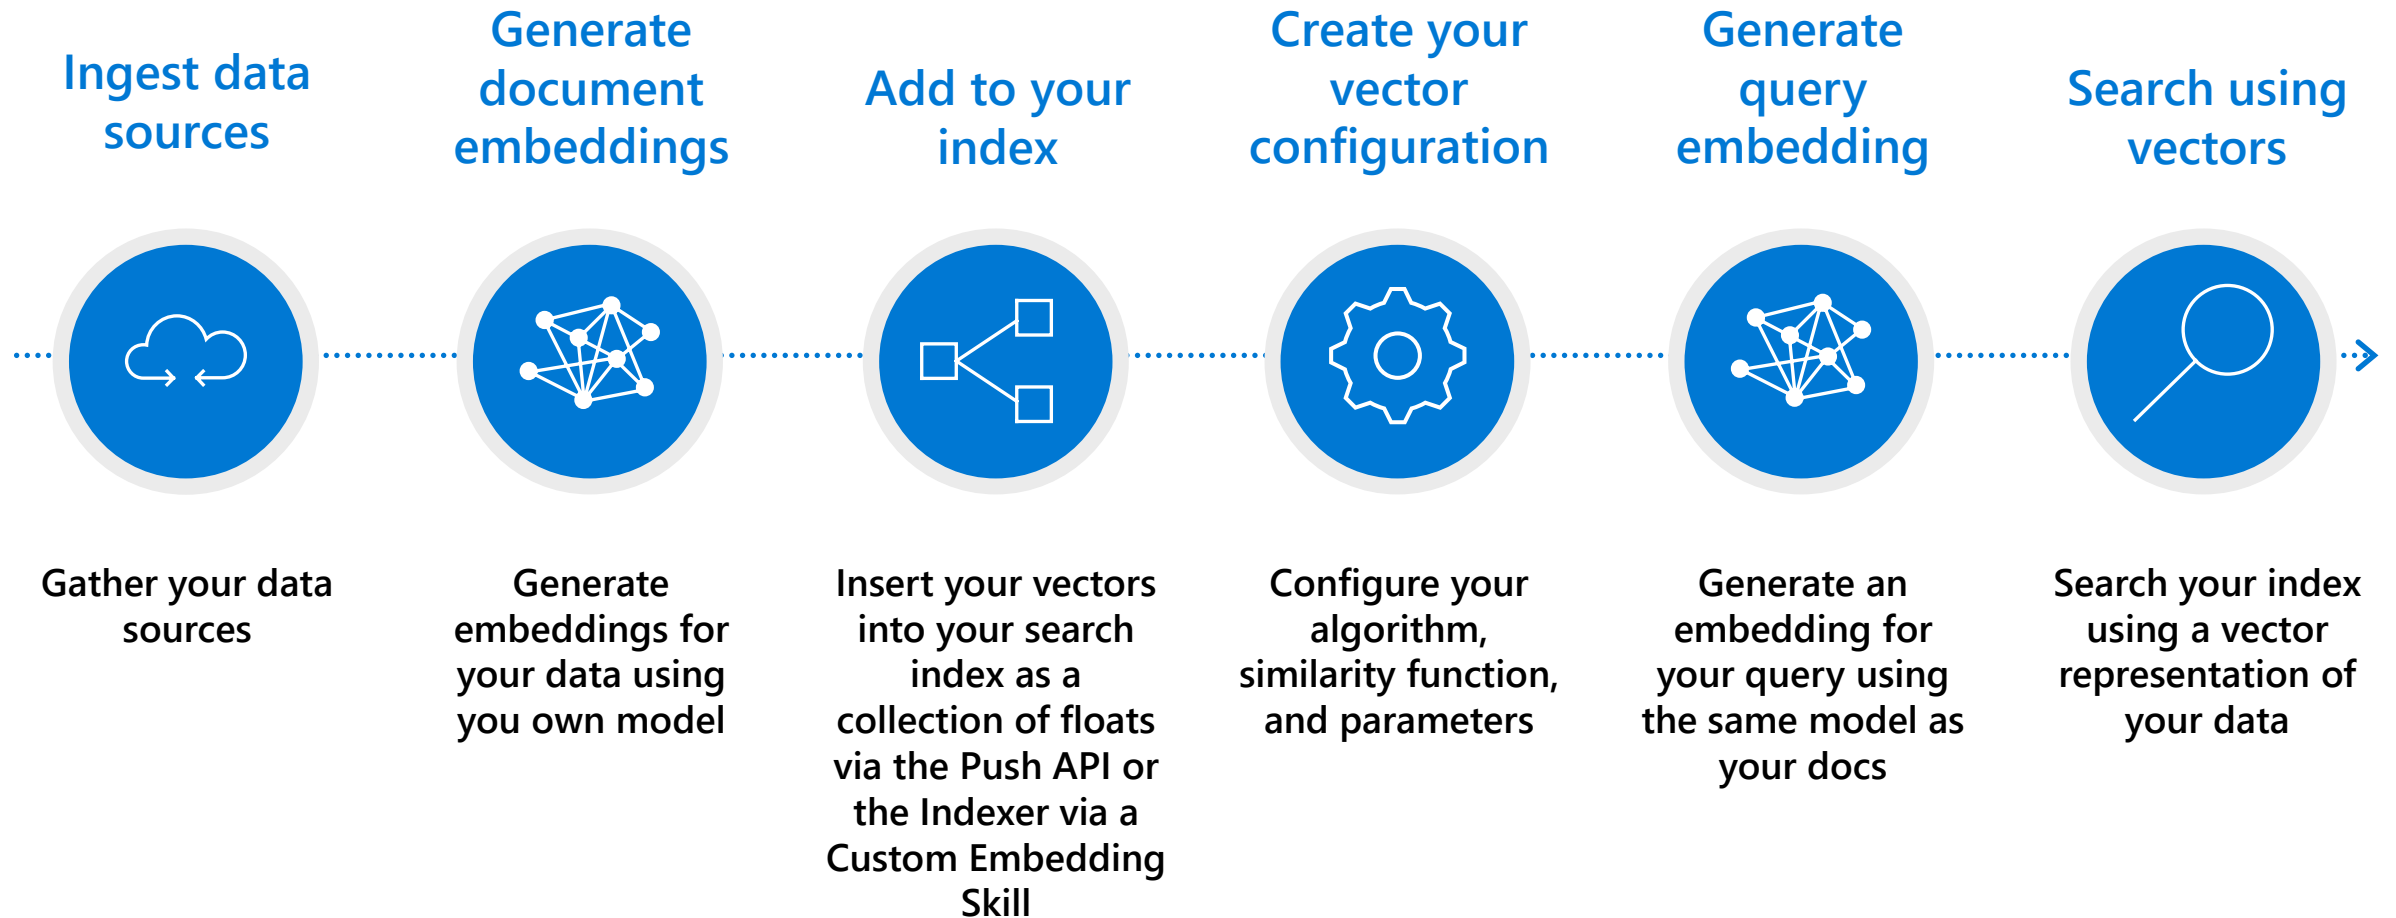 Ingest data
sources
Generate
document
embeddings
Add to your
index
Create your
vector
configuration
Generate
query
embedding
Search using
vectors
Gather your data
sources
Generate
embeddings for
your data using
you own model
Insert your vectors
into your search
index as a
collection of floats
via the Push API or
the Indexer via a
Custom Embedding
Skill
Configure your
algorithm,
similarity function,
and parameters
Generate an
embedding for
your query using
the same model as
your docs
Search your index
using a vector
representation of
your data